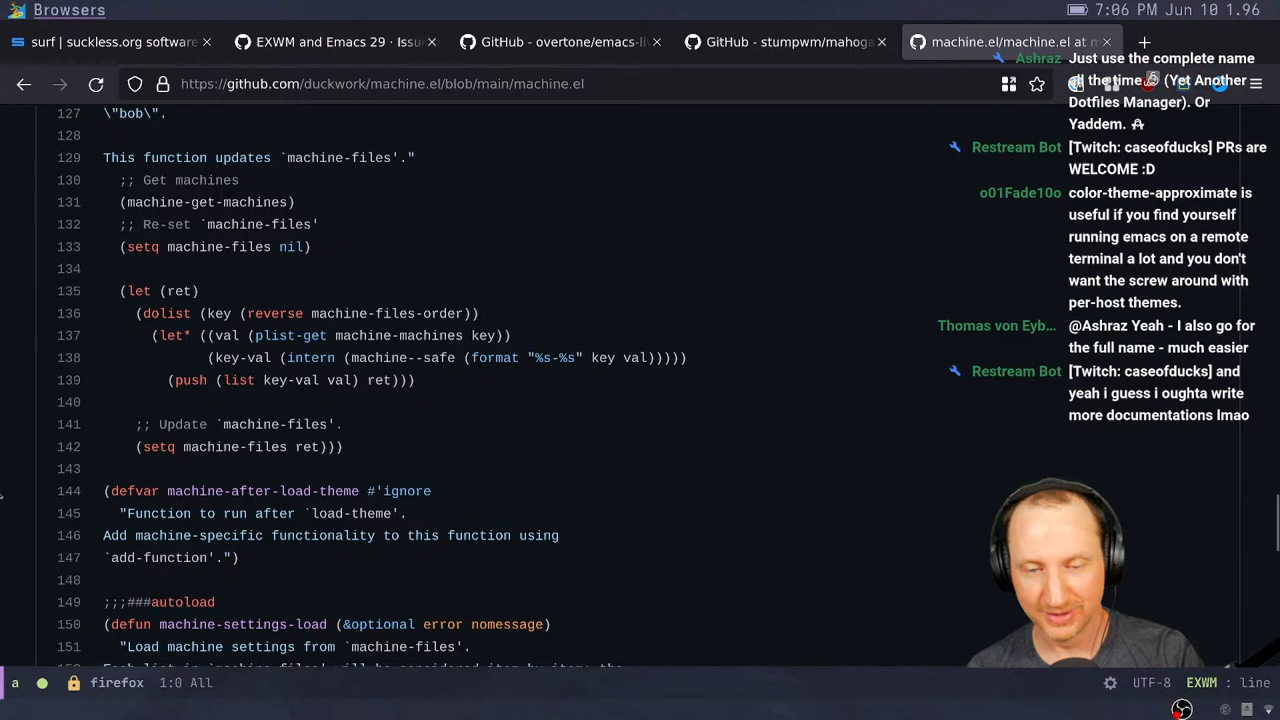 Browsers
7:06 PM Jun 10 1.96
surf | suckless.org software
EXWM and Emacs 29 · Issu
GitHub - overtone/emacs-li
GitHub - stumpwm/mahoga
machine.el/machine.el at m
https://github.com/duckwork/machine.el/blob/main/machine.el
127 \"bob\".
128
129 This function updates `machine-files'."
130 ;; Get machines
131 (machine-get-machines)
132 ;; Re-set `machine-files'
133 (setq machine-files nil)
134
135 (let (ret)
136 (dolist (key (reverse machine-files-order))
137 (let* ((val (plist-get machine-machines key))
138 (key-val (intern (machine--safe (format "%s-%s" key val)))))
139 (push (list key-val val) ret)))
140
141 ;; Update `machine-files'.
142 (setq machine-files ret)))
143
144 (defvar machine-after-load-theme #'ignore
145 "Function to run after `load-theme'.
146 Add machine-specific functionality to this function using
147 `add-function'.")
148
149 ;;;###autoload
150 (defun machine-settings-load (&optional error nomessage)
151 "Load machine settings from `machine-files'.
Ashraz Just use the complete name
all the time (Yet Another
Dotfiles Manager). Or
Yaddem.
Restream Bot [Twitch: caseofducks] PRs are
WELCOME :D
o01Fade10o color-theme-approximate is
useful if you find yourself
running emacs on a remote
terminal a lot and you don't
want the screw around with
per-host themes.
Thomas von Eyb... @Ashraz Yeah - I also go for
the full name - much easier
Restream Bot [Twitch: caseofducks] and
yeah i guess i oughta write
more documentations lmao
a firefox 1:0 All
UTF-8 EXWM : line